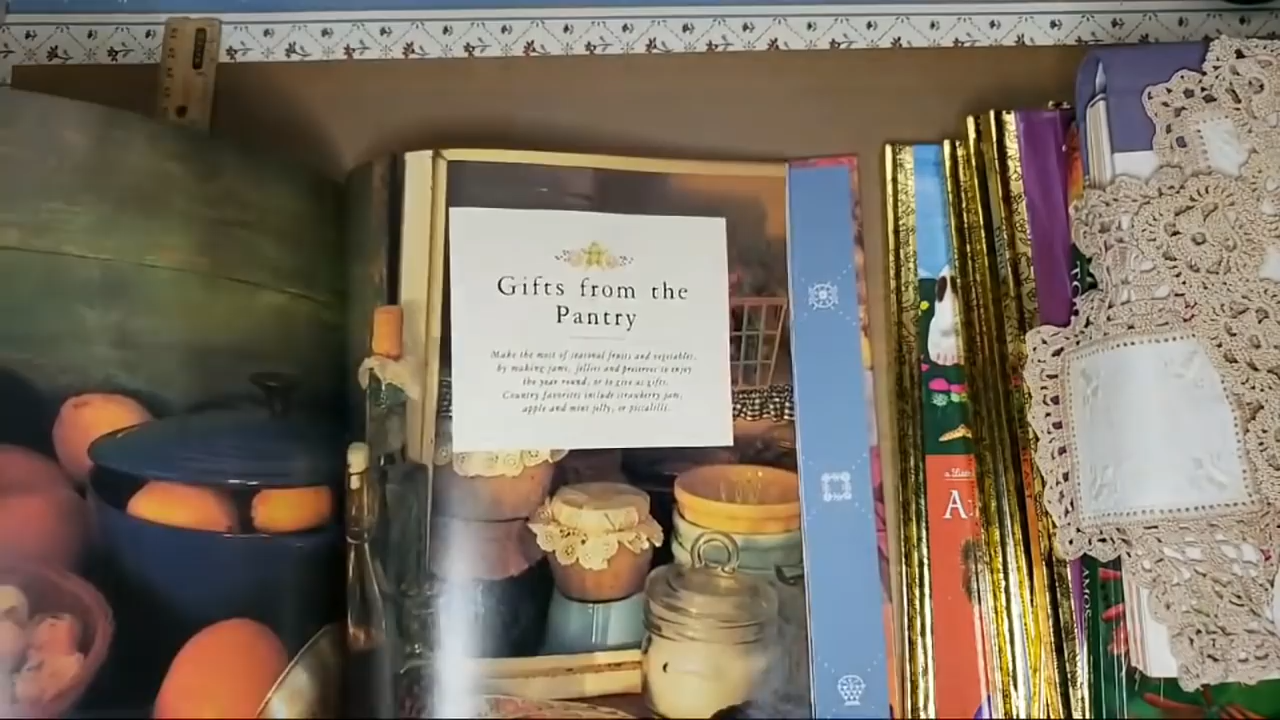 Gifts from the
Pantry
Make the most of seasonal fruits and vegetables,
by making jams, jellies and preserves to enjoy
the year round, or to give as gifts.
Country favorites include strawberry jam,
apple and mint jelly, or piccalilli.
a Little
A
AMOS